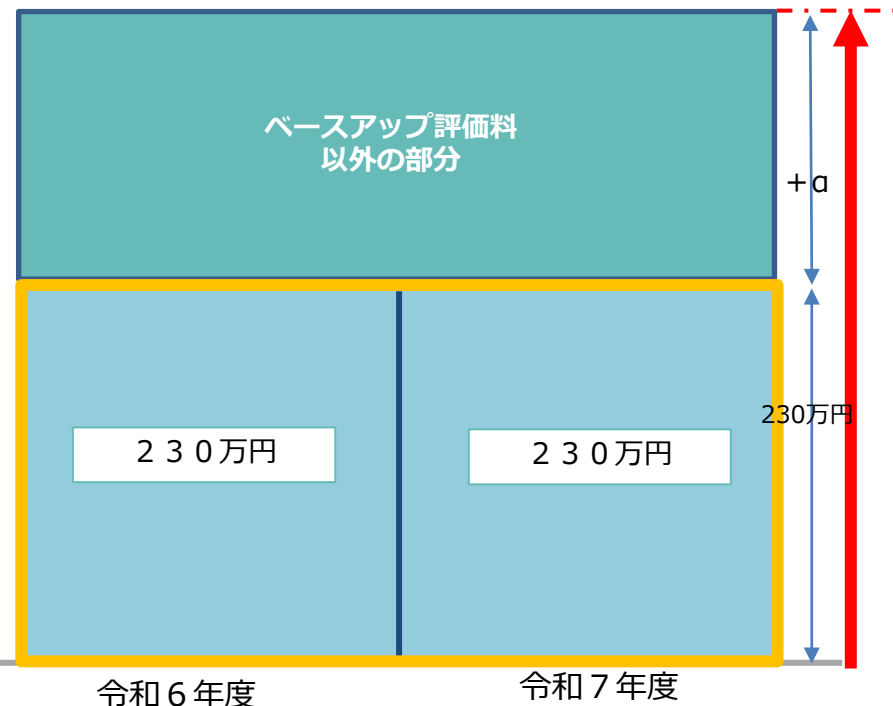 ベースアップ評価料
以外の部分
＋α
230万円
２３０万円
２３０万円
令和６年度
令和７年度